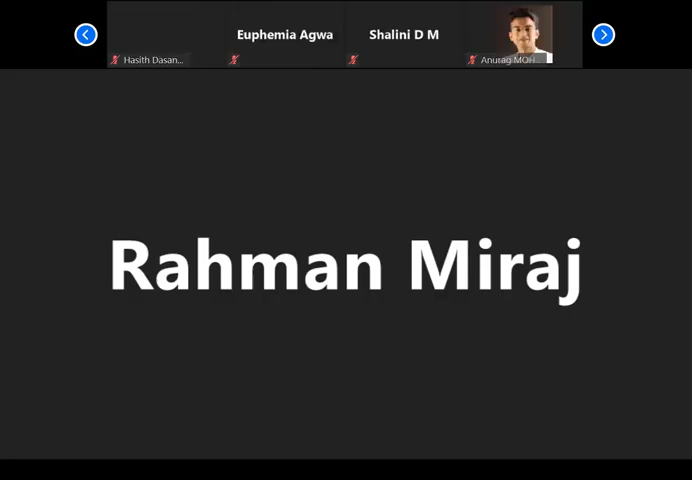 Euphemia Agwa
Shalini D M
Hasith Dasan...
Anurag MOH...
Rahman Miraj